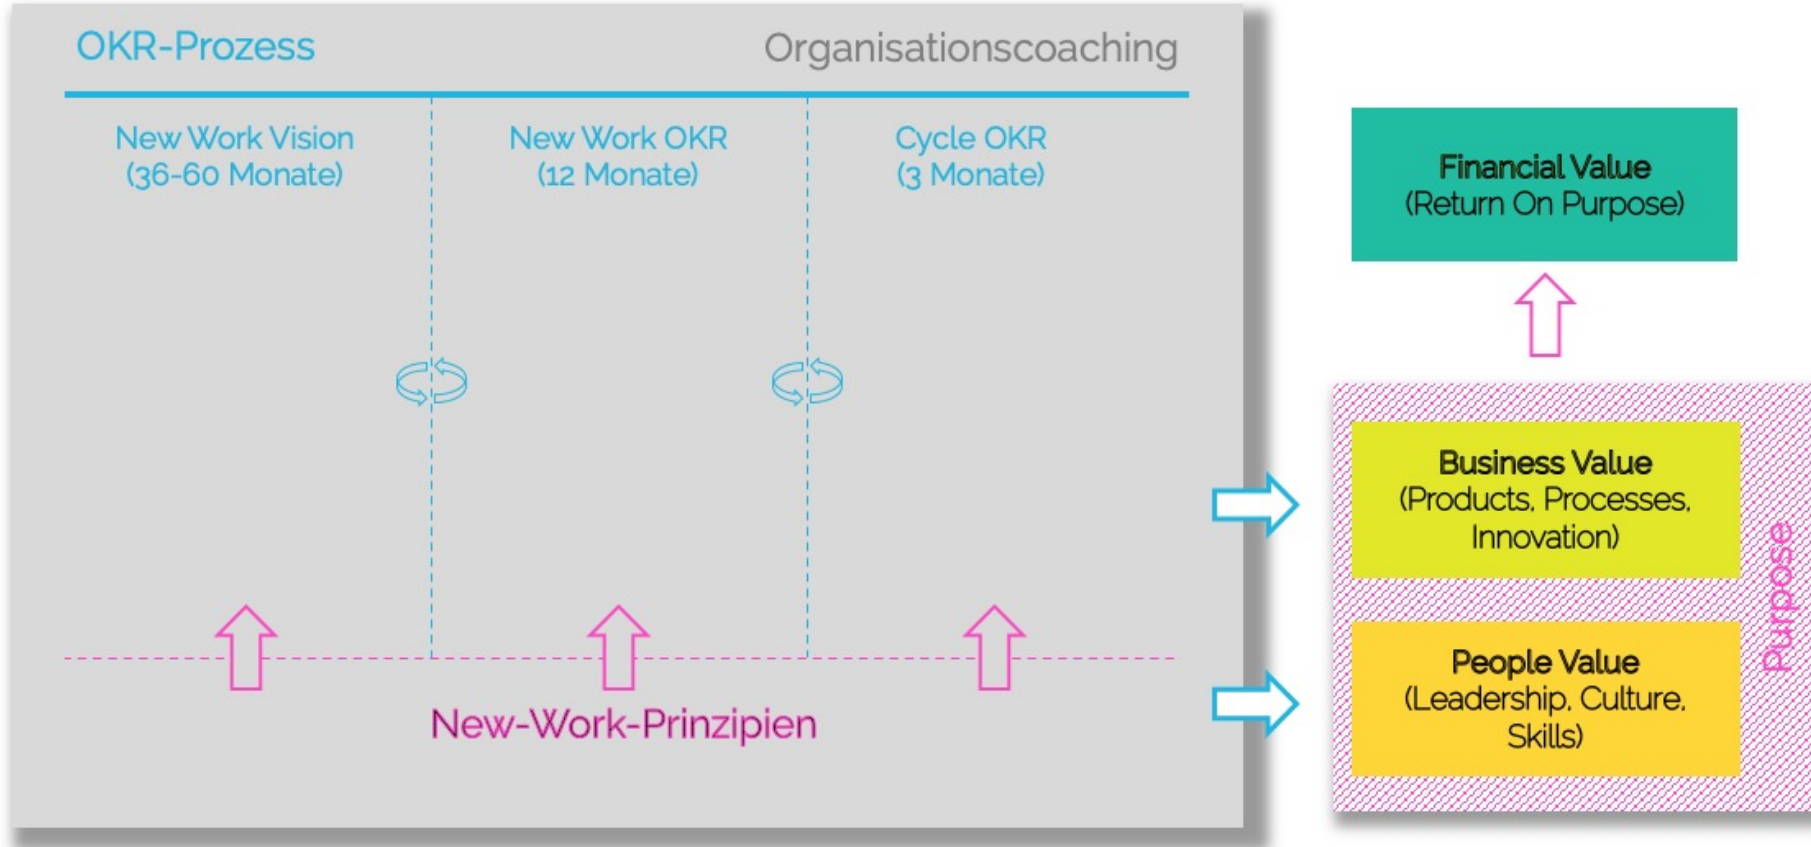 OKR-Prozess
Organisationscoaching
New Work Vision
(36-60 Monate)
New Work OKR
(12 Monate)
Cycle OKR
(3 Monate)
New-Work-Prinzipien
Financial Value
(Return On Purpose)
Business Value
(Products, Processes,
Innovation)
People Value
(Leadership, Culture,
Skills)
Purpose